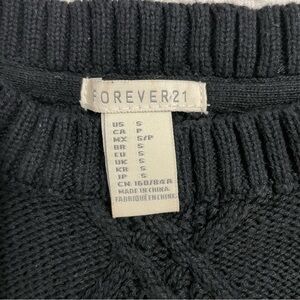 FOREVER21
US S
CA P
MX S/P
BR S
EU S
UK S
KR S
JP S
CN:160/84A
MADE IN CHINA
FABRIQUÉ EN CHINE